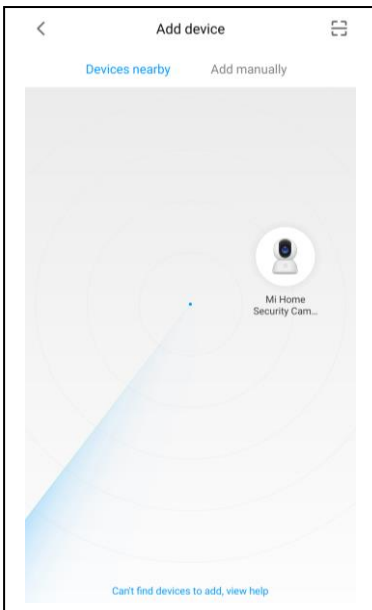 Add device
Devices nearby Add manually
Mi Home
Security Cam...
Can't find devices to add, view help